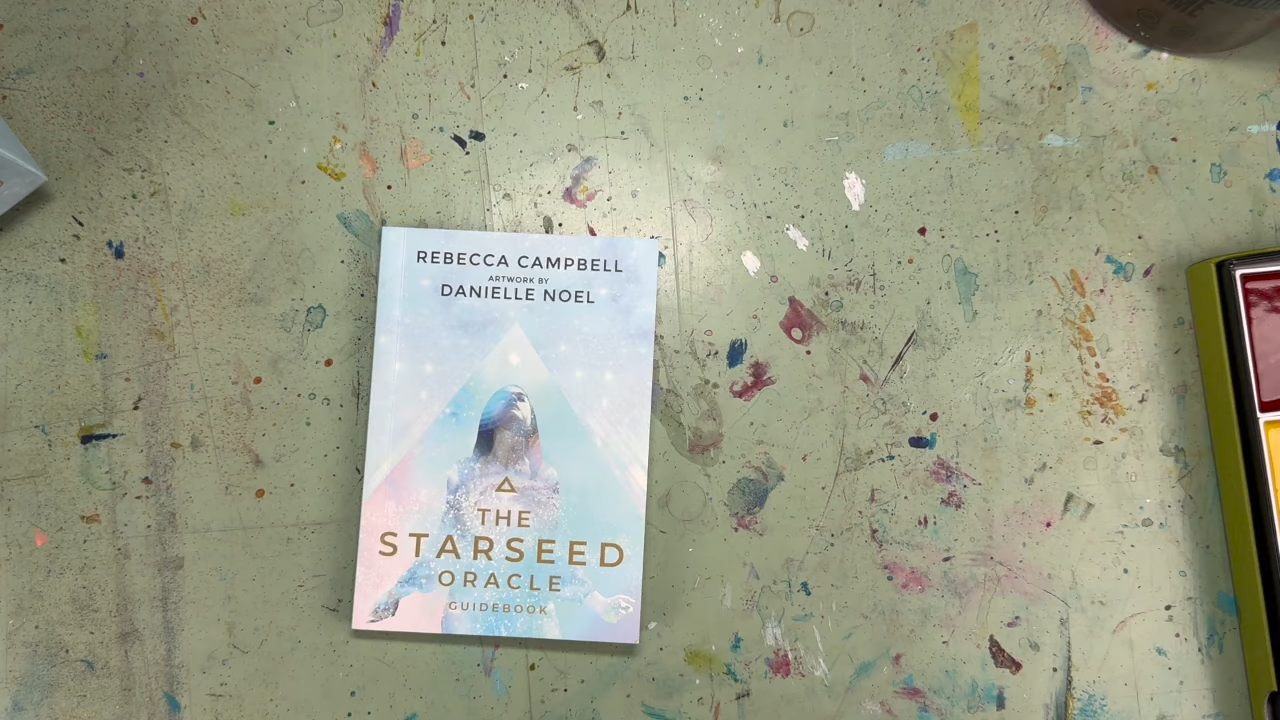 REBECCA CAMPBELL
ARTWORK BY
DANIELLE NOEL
THE
STARSEED
ORACLE
GUIDEBOOK